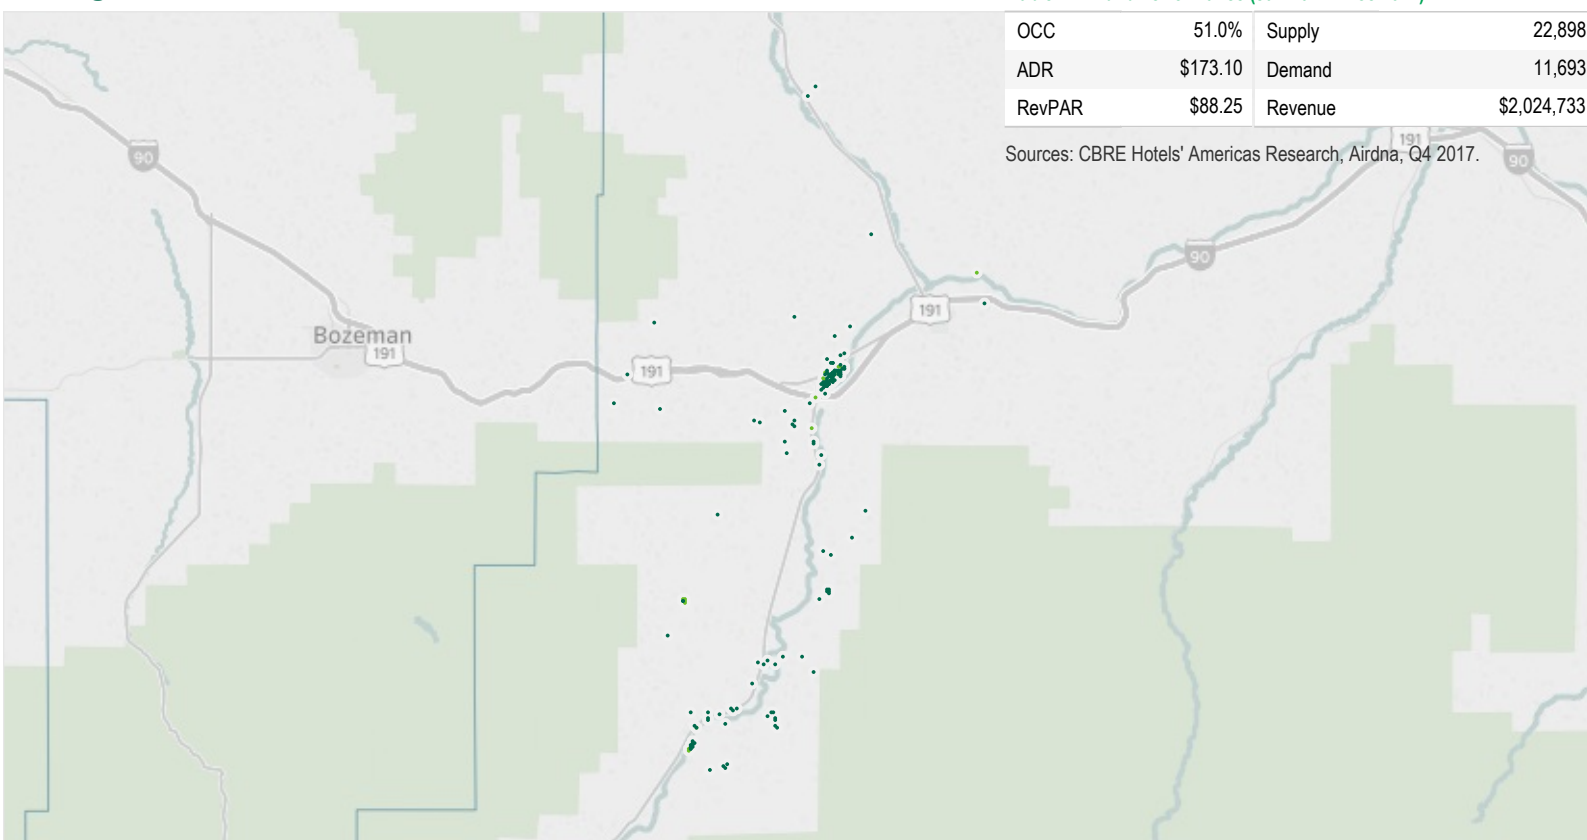 OCC 51.0% Supply 22,898
ADR $173.10 Demand 11,693
RevPAR $88.25 Revenue $2,024,733
Sources: CBRE Hotels' Americas Research, Airdna, Q4 2017.
191
90
90
90
191
Bozeman
191
191